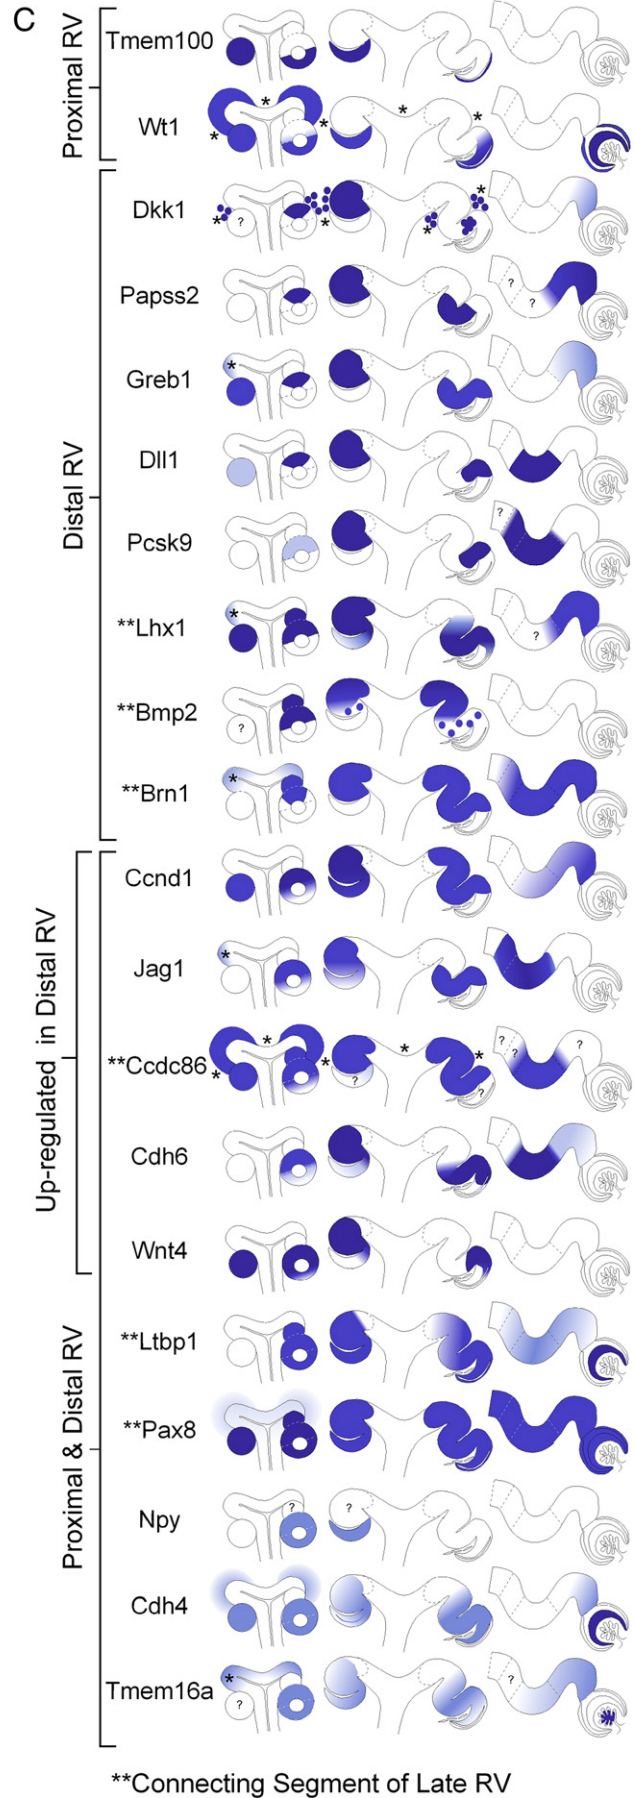 C
Proximal RV
Tmem100
Wt1
* * * * *
Distal RV
Dkk1
* ? * * *
Papss2
? ?
Greb1
*
Dll1
Pcsk9
?
**Lhx1
* ?
**Bmp2
?
**Brn1
*
Up-regulated in Distal RV
Ccnd1
Jag1
*
**Ccdc86
* * * ? * * ? ? ? ?
Cdh6
Wnt4
Proximal & Distal RV
**Ltbp1
**Pax8
Npy
? ?
Cdh4
Tmem16a
* ? ?
**Connecting Segment of Late RV